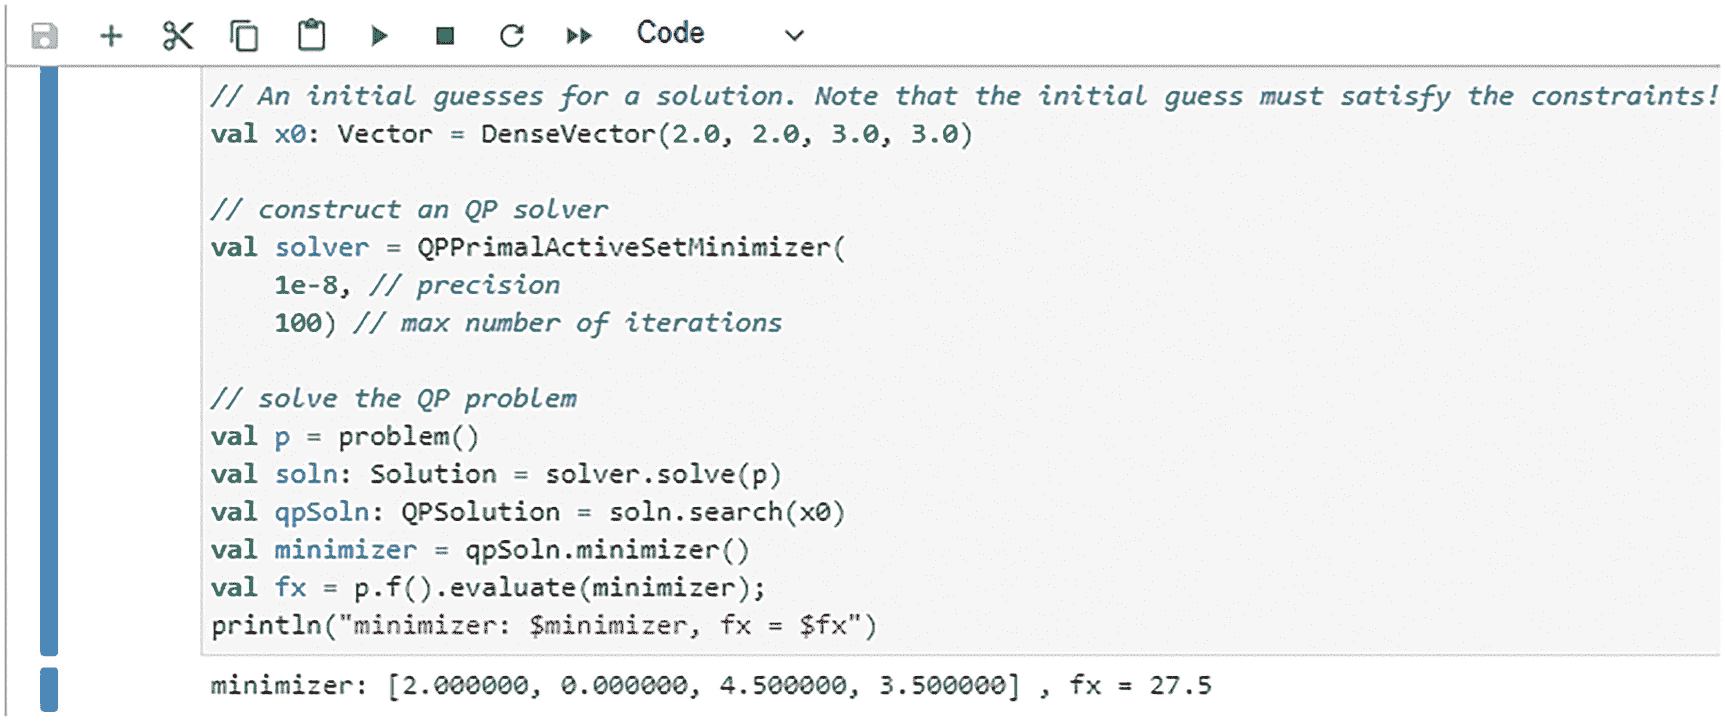 Code
// An initial guesses for a solution. Note that the initial guess must satisfy the constraints!
val x0: Vector = DenseVector(2.0, 2.0, 3.0, 3.0)
// construct an QP solver
val solver = QPPrimalActiveSetMinimizer(
    1e-8, // precision
    100) // max number of iterations
// solve the QP problem
val p = problem()
val soln: Solution = solver.solve(p)
val qpSoln: QPSolution = soln.search(x0)
val minimizer = qpSoln.minimizer()
val fx = p.f().evaluate(minimizer);
println("minimizer: $minimizer, fx = $fx")
minimizer: [2.000000, 0.000000, 4.500000, 3.500000] , fx = 27.5